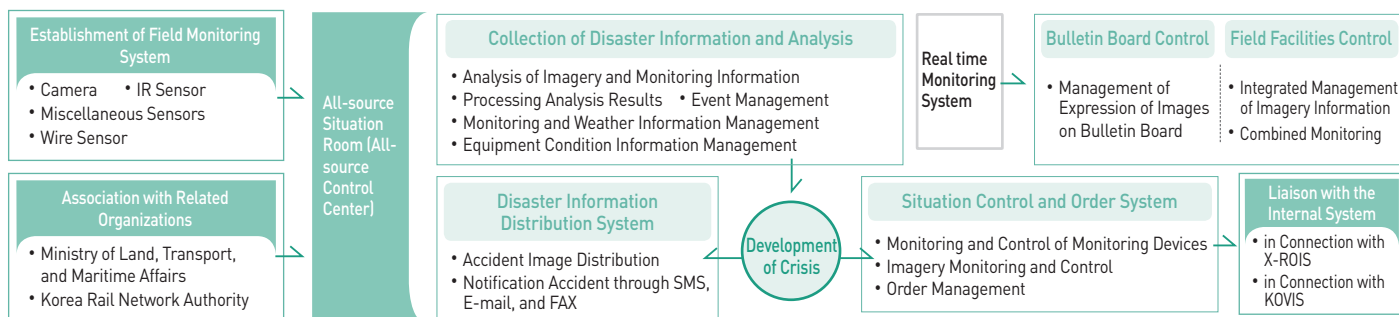 Establishment of Field Monitoring
System
• Camera • IR Sensor
• Miscellaneous Sensors
• Wire Sensor
Association with Related
Organizations
• Ministry of Land, Transport,
and Maritime Affairs
• Korea Rail Network Authority
All-source
Situation
Room (All-
source
Control
Center)
Collection of Disaster Information and Analysis
• Analysis of Imagery and Monitoring Information
• Processing Analysis Results • Event Management
• Monitoring and Weather Information Management
• Equipment Condition Information Management
Real time
Monitoring
System
Bulletin Board Control
• Management of
Expression of Images
on Bulletin Board
Field Facilities Control
• Integrated Management
of Imagery Information
• Combined Monitoring
Disaster Information
Distribution System
• Accident Image Distribution
• Notification Accident through SMS,
E-mail, and FAX
Development
of Crisis
Situation Control and Order System
• Monitoring and Control of Monitoring Devices
• Imagery Monitoring and Control
• Order Management
Liaison with the
Internal System
• in Connection with
X-ROIS
• in Connection with
KOVIS